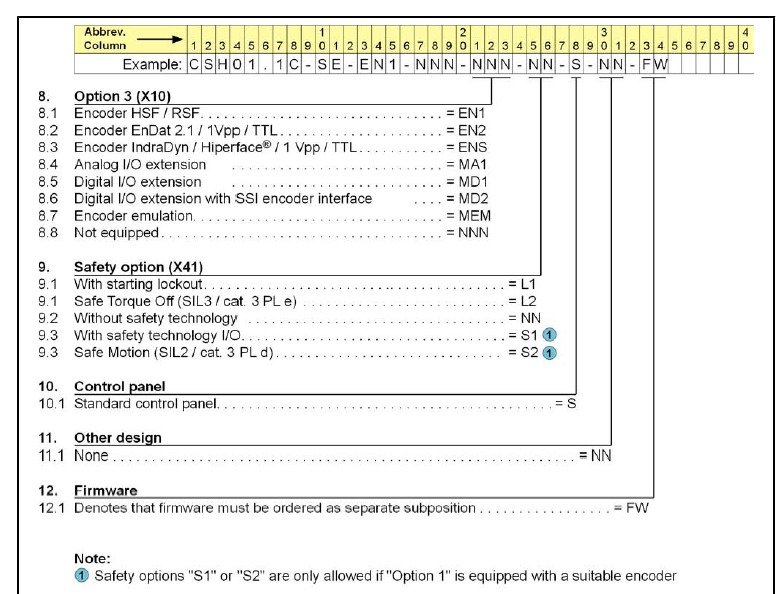 Abbrev. 1 2 3 4
Column 1 2 3 4 5 6 7 8 9 0 1 2 3 4 5 6 7 8 9 0 1 2 3 4 5 6 7 8 9 0 1 2 3 4 5 6 7 8 9 0
Example: C S H 0 1 . 1 C - S E - E N 1 - N N N - N N N - N N - S - N N - F W
8. Option 3 (X10)
8.1 Encoder HSF / RSF. . . . . . . . . . . . . . . . . . . . . . . . . . . . = EN1
8.2 Encoder EnDat 2.1 / 1Vpp / TTL . . . . . . . . . . . . . . . . . . = EN2
8.3 Encoder IndraDyn / Hiperface® / 1 Vpp / TTL. . . . . . . . . = ENS
8.4 Analog I/O extension . . . . . . . . . . . . . . . . . . . . . . = MA1
8.5 Digital I/O extension . . . . . . . . . . . . . . . . . . . . . . = MD1
8.6 Digital I/O extension with SSI encoder interface . . . . = MD2
8.7 Encoder emulation. . . . . . . . . . . . . . . . . . . . . . . . . . . . . = MEM
8.8 Not equipped . . . . . . . . . . . . . . . . . . . . . . . . . . . . . . . . = NNN
9. Safety option (X41)
9.1 With starting lockout. . . . . . . . . . . . . . . . . . . . . . . . . . . . . . . . . . . = L1
9.1 Safe Torque Off (SIL3 / cat. 3 PL e) . . . . . . . . . . . . . . . . . . . . . . . = L2
9.2 Without safety technology . . . . . . . . . . . . . . . . . . . . . . . . . . . . . = NN
9.3 With safety technology I/O. . . . . . . . . . . . . . . . . . . . . . . . . . . . . . = S1 1
9.3 Safe Motion (SIL2 / cat. 3 PL d) . . . . . . . . . . . . . . . . . . . . . . . . . . = S2 1
10. Control panel
10.1 Standard control panel. . . . . . . . . . . . . . . . . . . . . . . . . . . . . . . . . . . . . . = S
11. Other design
11.1 None . . . . . . . . . . . . . . . . . . . . . . . . . . . . . . . . . . . . . . . . . . . . . . . . . . . . = NN
12. Firmware
12.1 Denotes that firmware must be ordered as separate subposition . . . . . . . . . . . . . . . . . = FW
Note:
1 Safety options "S1" or "S2" are only allowed if "Option 1" is equipped with a suitable encoder